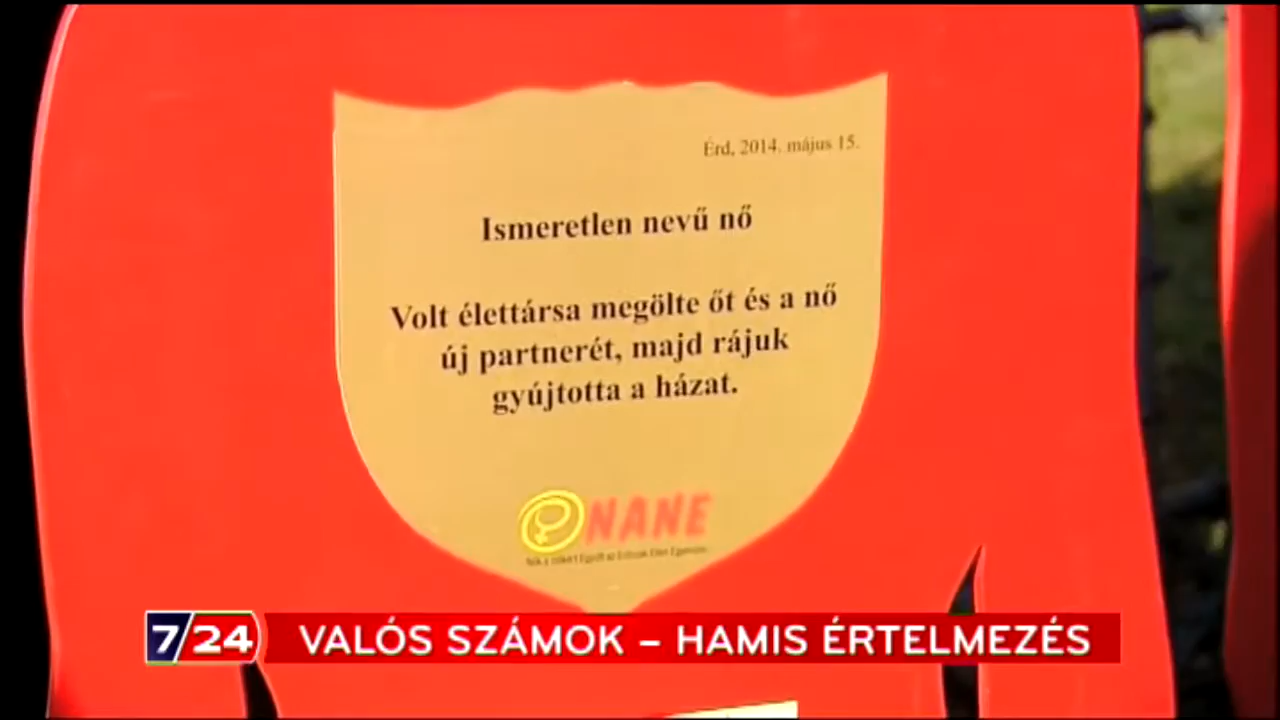 Érd, 2014. május 15.
Ismeretlen nevű nő
Volt élettársa megölte őt és a nő
új partnerét, majd rájuk
gyújtotta a házat.
NANE
7/24
VALÓS SZÁMOK – HAMIS ÉRTELMEZÉS